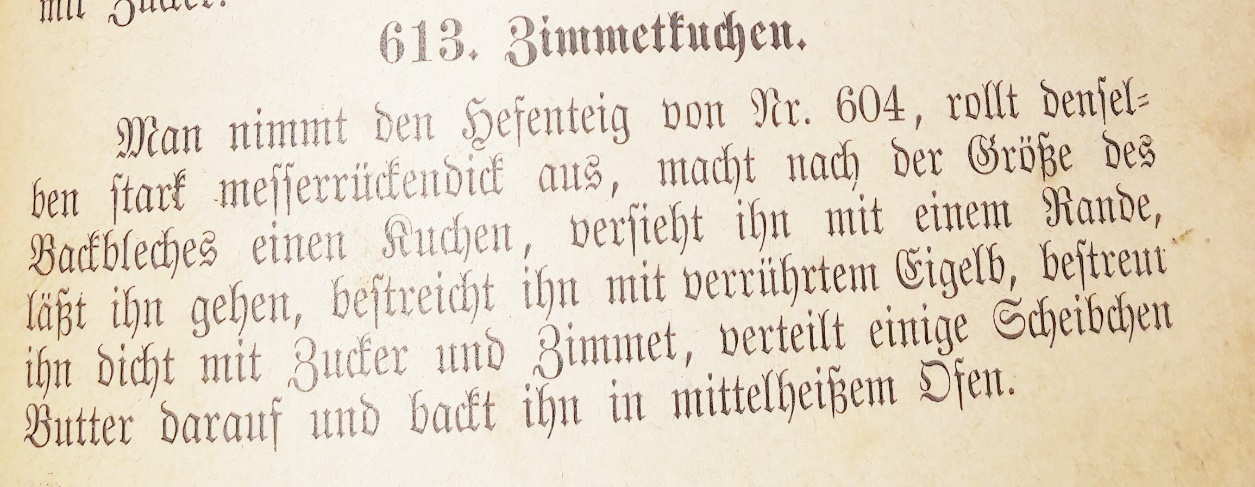 mit Zucker.
613. Zimmetkuchen.
Man nimmt den Hefenteig von Nr. 604, rollt densel-
ben stark messerrückendick aus, macht nach der Größe des
Backbleches einen Kuchen, versieht ihn mit einem Rande,
läßt ihn gehen, bestreicht ihn mit verrührtem Eigelb, bestreut
ihn dicht mit Zucker und Zimmet, verteilt einige Scheibchen
Butter darauf und backt ihn in mittelheißem Ofen.